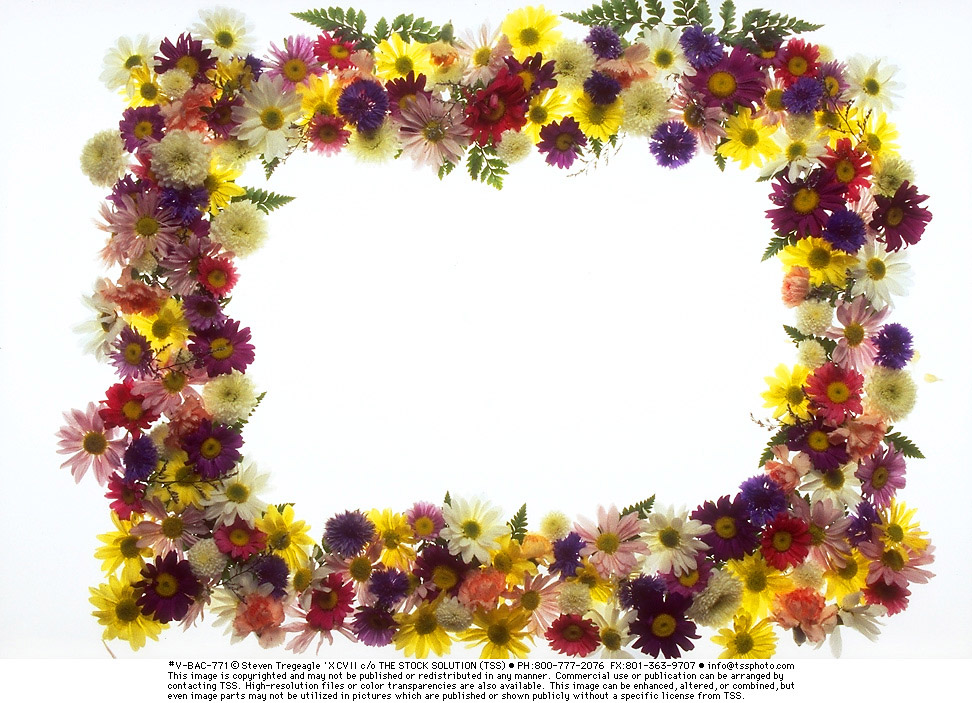 #V-BAC-771 © Steven Tregeagle 'XCVII c/o THE STOCK SOLUTION (TSS) ● PH:800-777-2076 FX:801-363-9707 ● info@tssphoto.com
This image is copyrighted and may not be published or redistributed in any manner. Commercial use or publication can be arranged by
contacting TSS. High-resolution files or color transparencies are also available. This image can be enhanced, altered, or combined, but
even image parts may not be utilized in pictures which are published or shown publicly without a specific license from TSS.